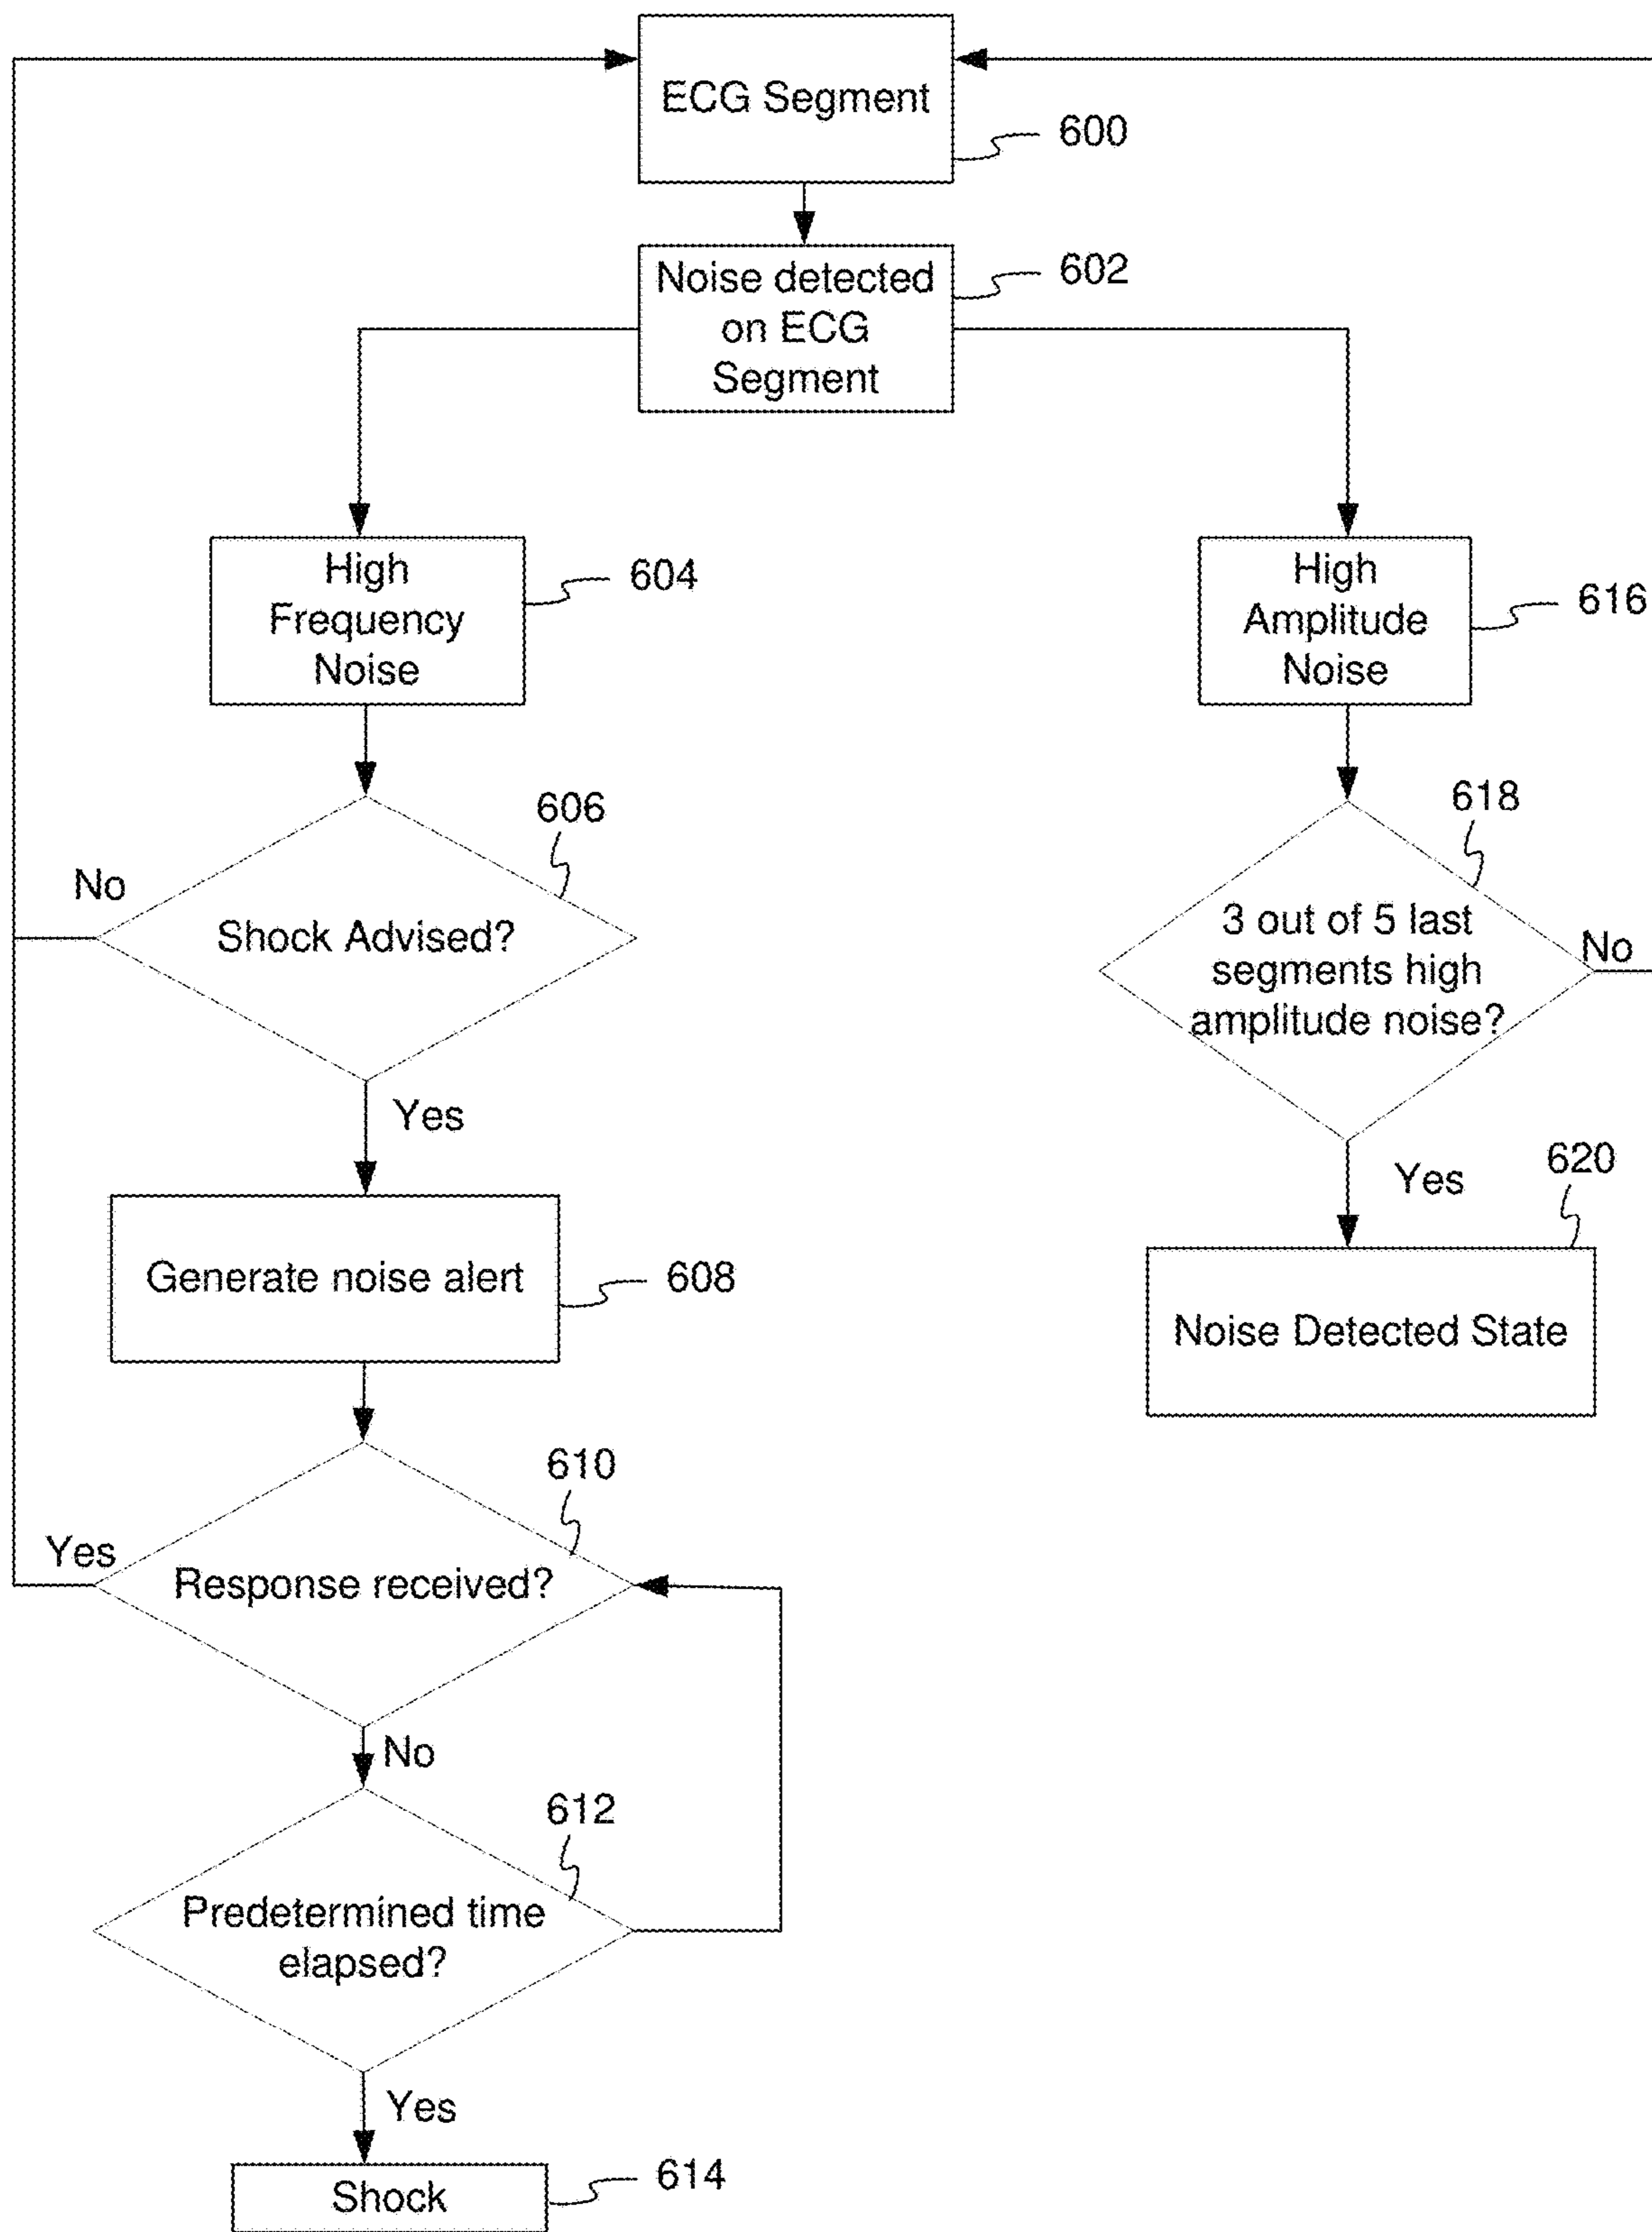 ECG Segment
600
Noise detected
on ECG
Segment
602
High
Frequency
Noise
604
High
Amplitude
Noise
616
606
No
Shock Advised?
Yes
618
3 out of 5 last
segments high
amplitude noise?
No
Yes
620
Noise Detected State
Generate noise alert
608
610
Yes
Response received?
No
612
Predetermined time
elapsed?
Yes
Shock
614